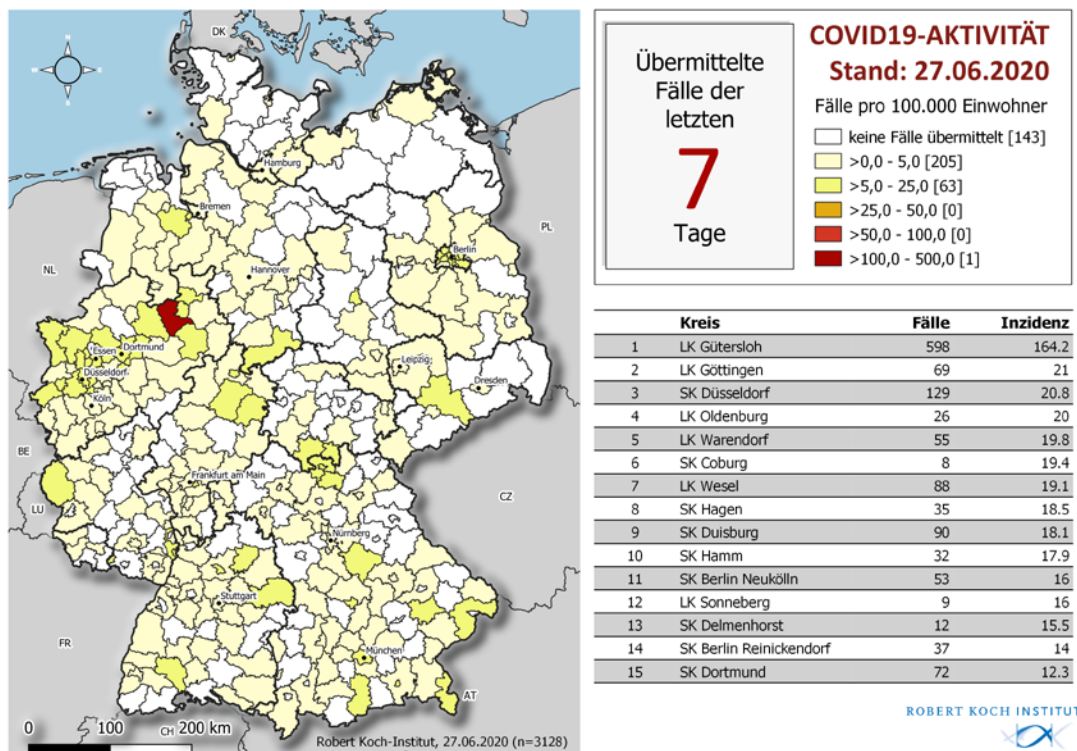 DK
Hamburg
Bremen
PL
Berlin
NL
Hannover
Essen
Dortmund
Düsseldorf
Leipzig
Dresden
Köln
BE
Frankfurt am Main
LU
CZ
Nürnberg
Stuttgart
FR
München
AT
0 100 200 km
CH
Robert Koch-Institut, 27.06.2020 (n=3128)
Übermittelte
Fälle der
letzten
7
Tage
COVID19-AKTIVITÄT
Stand: 27.06.2020
Fälle pro 100.000 Einwohner
keine Fälle übermittelt [143]
>0,0 - 5,0 [205]
>5,0 - 25,0 [63]
>25,0 - 50,0 [0]
>50,0 - 100,0 [0]
>100,0 - 500,0 [1]
Kreis Fälle Inzidenz
1 LK Gütersloh 598 164.2
2 LK Göttingen 69 21
3 SK Düsseldorf 129 20.8
4 LK Oldenburg 26 20
5 LK Warendorf 55 19.8
6 SK Coburg 8 19.4
7 LK Wesel 88 19.1
8 SK Hagen 35 18.5
9 SK Duisburg 90 18.1
10 SK Hamm 32 17.9
11 SK Berlin Neukölln 53 16
12 LK Sonneberg 9 16
13 SK Delmenhorst 12 15.5
14 SK Berlin Reinickendorf 37 14
15 SK Dortmund 72 12.3
ROBERT KOCH INSTITUT